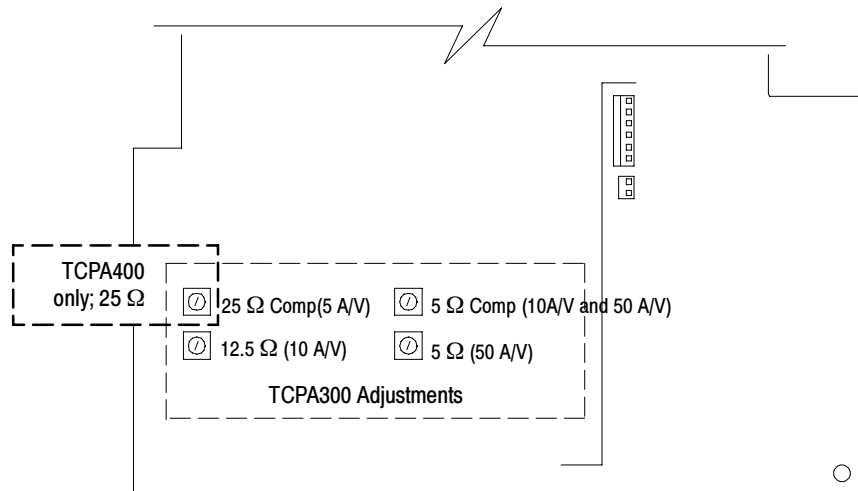 TCPA400
only; 25 Ω
25 Ω Comp(5 A/V)
5 Ω Comp (10A/V and 50 A/V)
12.5 Ω (10 A/V)
5 Ω (50 A/V)
TCPA300 Adjustments